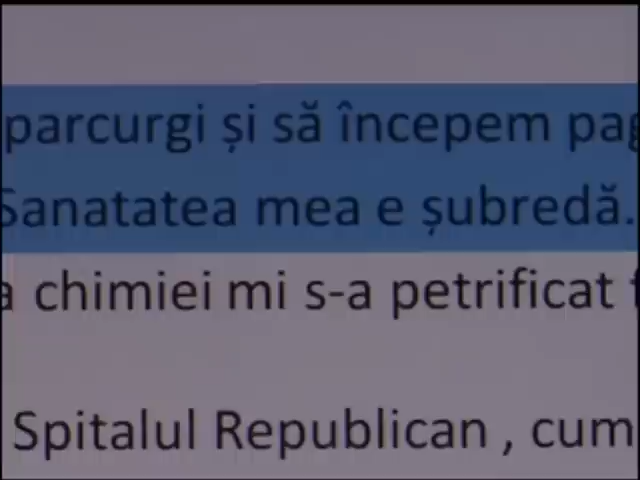 parcurgi și să începem pag
Sanatatea mea e șubredă.
a chimiei mi s-a petrificat f
Spitalul Republican , cum